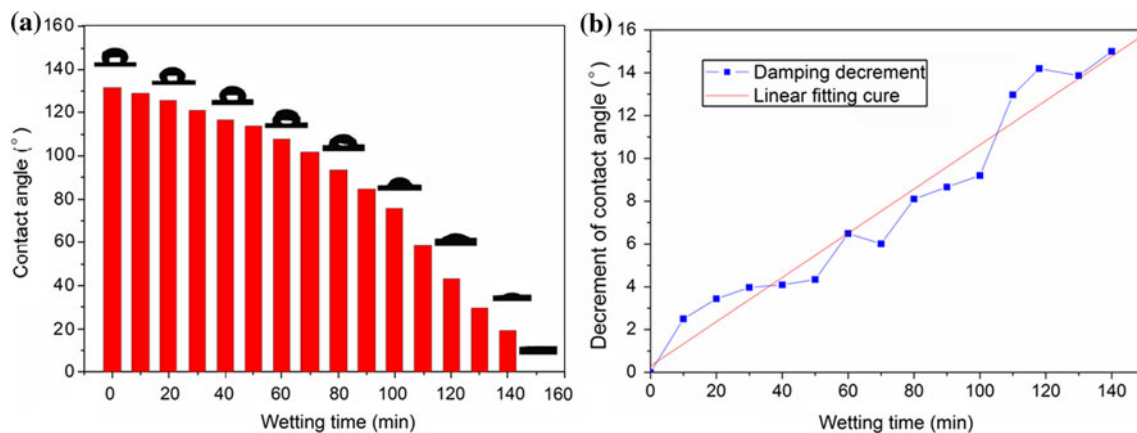 (a)
160
140
120
100
80
60
40
20
0
Contact angle (°)
0 20 40 60 80 100 120 140 160
Wetting time (min)
(b)
16
14
12
10
8
6
4
2
0
Decrement of contact angle (°)
Damping decrement
Linear fitting cure
0 20 40 60 80 100 120 140
Wetting time (min)